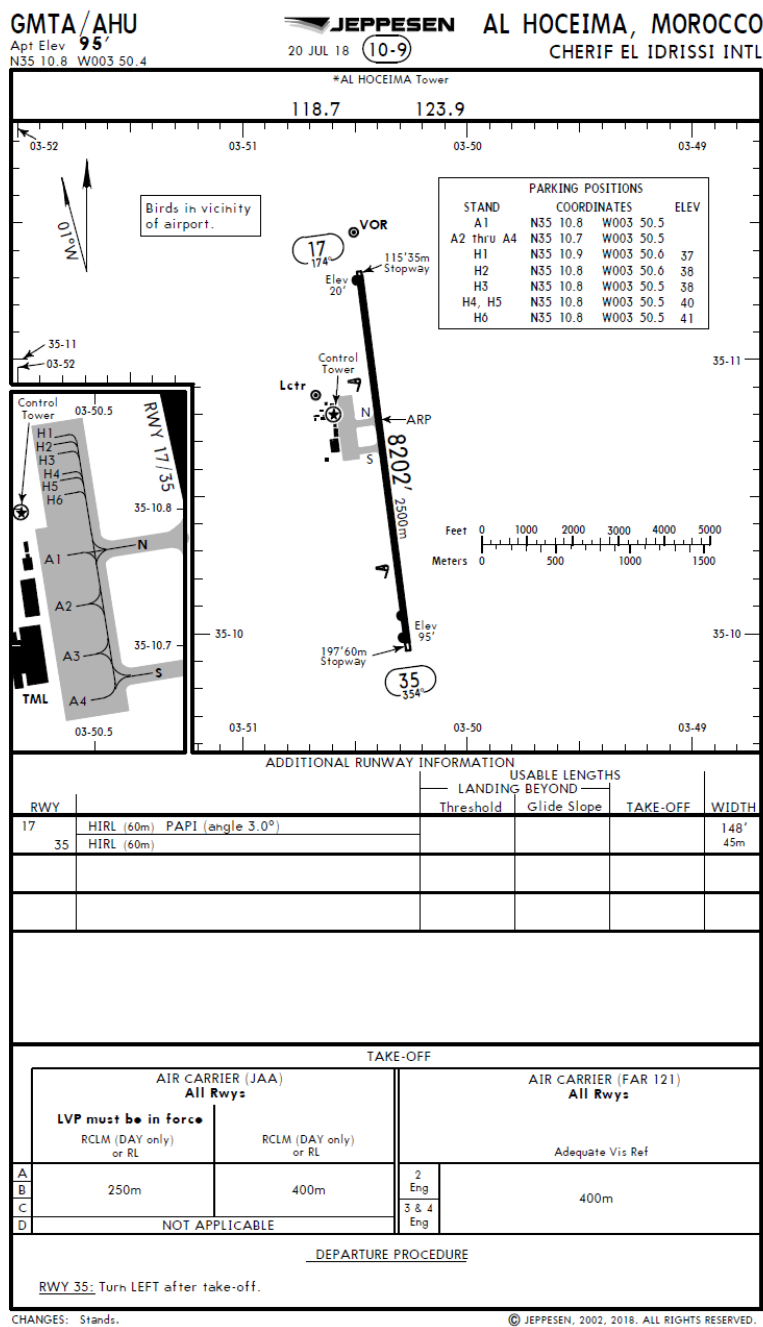 GMTA/AHU
Apt Elev 95'
N35 10.8 W003 50.4
JEPPESEN
20 JUL 18 10-9
AL HOCEIMA, MOROCCO
CHERIF EL IDRISSI INTL
*AL HOCEIMA Tower
118.7 123.9
03-52 03-51 03-50 03-49
01°W
Birds in vicinity
of airport.
VOR
17
174°
115'35m
Stopway
Elev
20'
PARKING POSITIONS
STAND COORDINATES ELEV
A1 N35 10.8 W003 50.5
A2 thru A4 N35 10.7 W003 50.5
H1 N35 10.9 W003 50.6 37
H2 N35 10.8 W003 50.6 38
H3 N35 10.8 W003 50.5 38
H4, H5 N35 10.8 W003 50.5 40
H6 N35 10.8 W003 50.5 41
35-11
03-52
35-11
Control
Tower
Lctr
N
ARP
S
8202'
2500m
Feet 0 1000 2000 3000 4000 5000
Meters 0 500 1000 1500
35-10
Elev
95'
35-10
197'60m
Stopway
35
354°
03-51 03-50 03-49
Control
Tower
03-50.5
RWY 17/35
H1
H2
H3
H4
H5
H6
35-10.8
N
A1
A2
35-10.7
A3
S
TML
A4
03-50.5
ADDITIONAL RUNWAY INFORMATION
USABLE LENGTHS
LANDING BEYOND
RWY Threshold Glide Slope TAKE-OFF WIDTH
17 HIRL (60m) PAPI (angle 3.0°) 148'
35 HIRL (60m) 45m
TAKE-OFF
AIR CARRIER (JAA)
All Rwys
AIR CARRIER (FAR 121)
All Rwys
LVP must be in force
RCLM (DAY only)
or RL
RCLM (DAY only)
or RL
Adequate Vis Ref
A
B
C
D
250m
400m
NOT APPLICABLE
2
Eng
3 & 4
Eng
400m
DEPARTURE PROCEDURE
RWY 35: Turn LEFT after take-off.
CHANGES: Stands.
© JEPPESEN, 2002, 2018. ALL RIGHTS RESERVED.